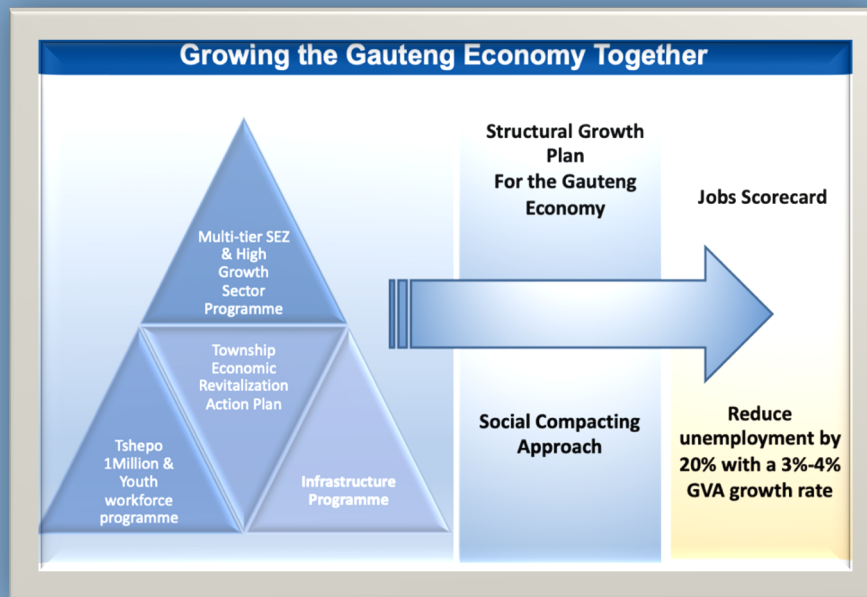 Growing the Gauteng Economy Together
Multi-tier SEZ
& High
Growth
Sector
Programme
Township
Economic
Revitalization
Action Plan
Tshepo
1Million &
Youth
workforce
programme
Infrastructure
Programme
Structural Growth
Plan
For the Gauteng
Economy
Social Compacting
Approach
Jobs Scorecard
Reduce
unemployment by
20% with a 3%-4%
GVA growth rate